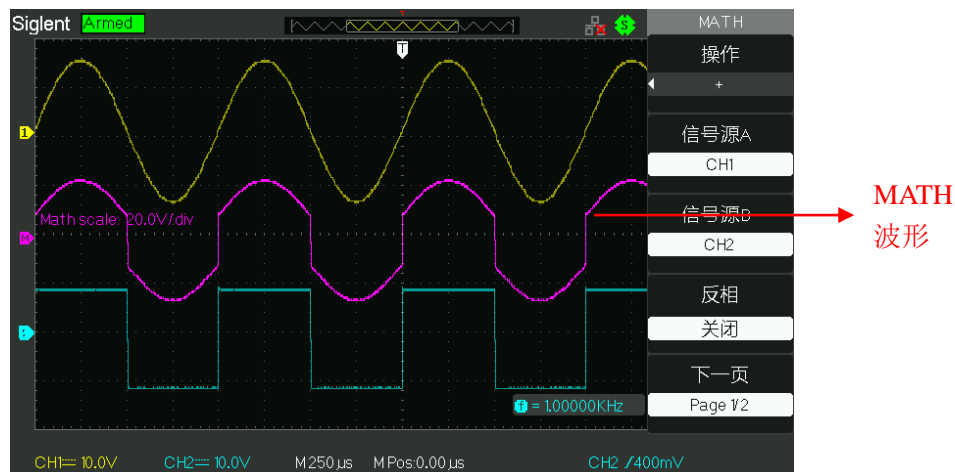 Siglent Armed
T
S
MATH
操作
+
信号源A
CH1
信号源B
CH2
反相
关闭
下一页
Page 1/2
1
Math scale: 20.0V/div
M
f = 1.00000KHz
CH1 10.0V CH2 10.0V M250μs M Pos:0.00μs CH2 400mV
MATH
波形